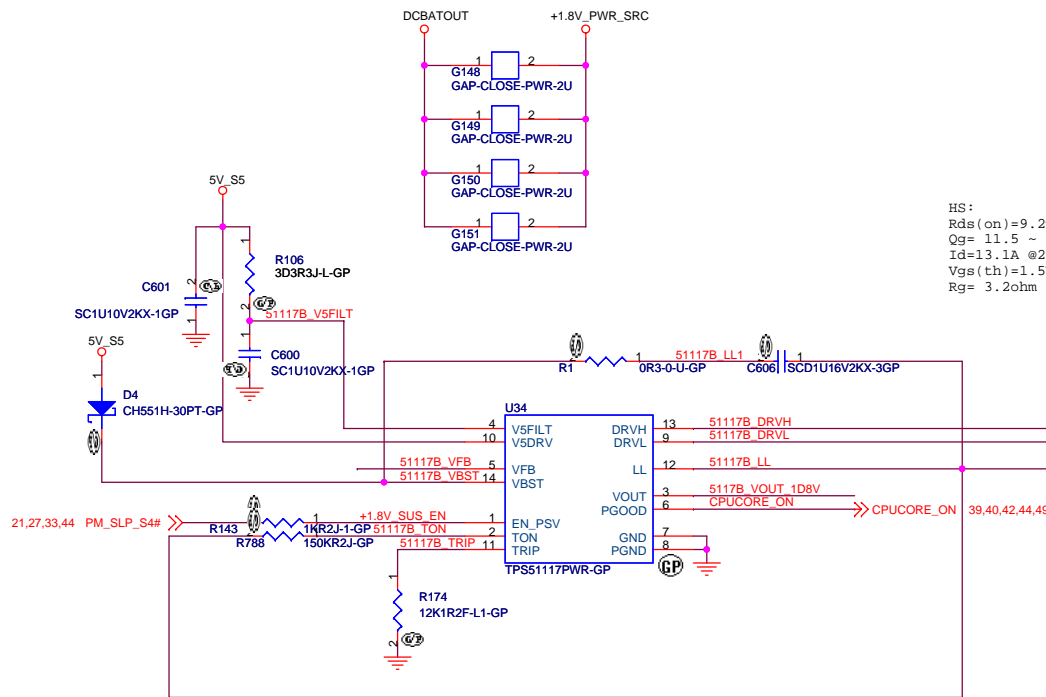 DCBATOUT
+1.8V_PWR_SRC
1 2
G148
GAP-CLOSE-PWR-2U
1 2
G149
GAP-CLOSE-PWR-2U
1 2
G150
GAP-CLOSE-PWR-2U
1 2
G151
GAP-CLOSE-PWR-2U
HS:
Rds(on)=9.2
Qg= 11.5 ~
Id=13.1A @2
Vgs(th)=1.5
Rg= 3.2ohm
5V_S5
1
R106
3D3R3J-L-GP
2
2
C601
SC1U10V2KX-1GP
1
51117B_V5FILT
1
C600
SC1U10V2KX-1GP
5V_S5
1
D4
CH551H-30PT-GP
R1
1
0R3-0-U-GP
51117B_LL1
C606
1
SCD1U16V2KX-3GP
U34
4 V5FILT
10 V5DRV
51117B_VFB 5 VFB
51117B_VBST 14 VBST
+1.8V_SUS_EN 1 EN_PSV
51117B_TON 2 TON
51117B_TRIP 11 TRIP
DRVH 13 51117B_DRVH
DRVL 9 51117B_DRVL
LL 12 51117B_LL
VOUT 3 5117B_VOUT_1D8V
PGOOD 6 CPUCORE_ON
GND 7
PGND 8
TPS51117PWR-GP
GP
CPUCORE_ON 39,40,42,44,49
21,27,33,44 PM_SLP_S4#
R143
1
1KR2J-1-GP
R788
1
150KR2J-GP
1
R174
12K1R2F-L1-GP
2